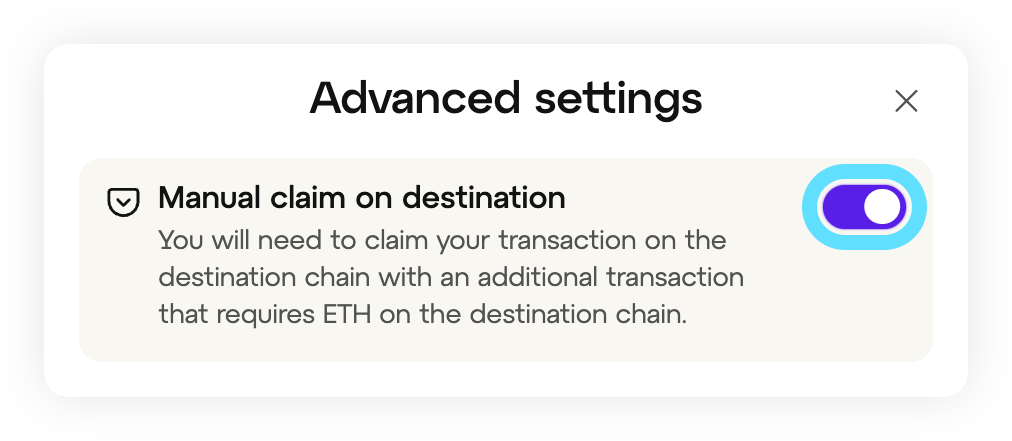 Advanced settings
Manual claim on destination
You will need to claim your transaction on the
destination chain with an additional transaction
that requires ETH on the destination chain.